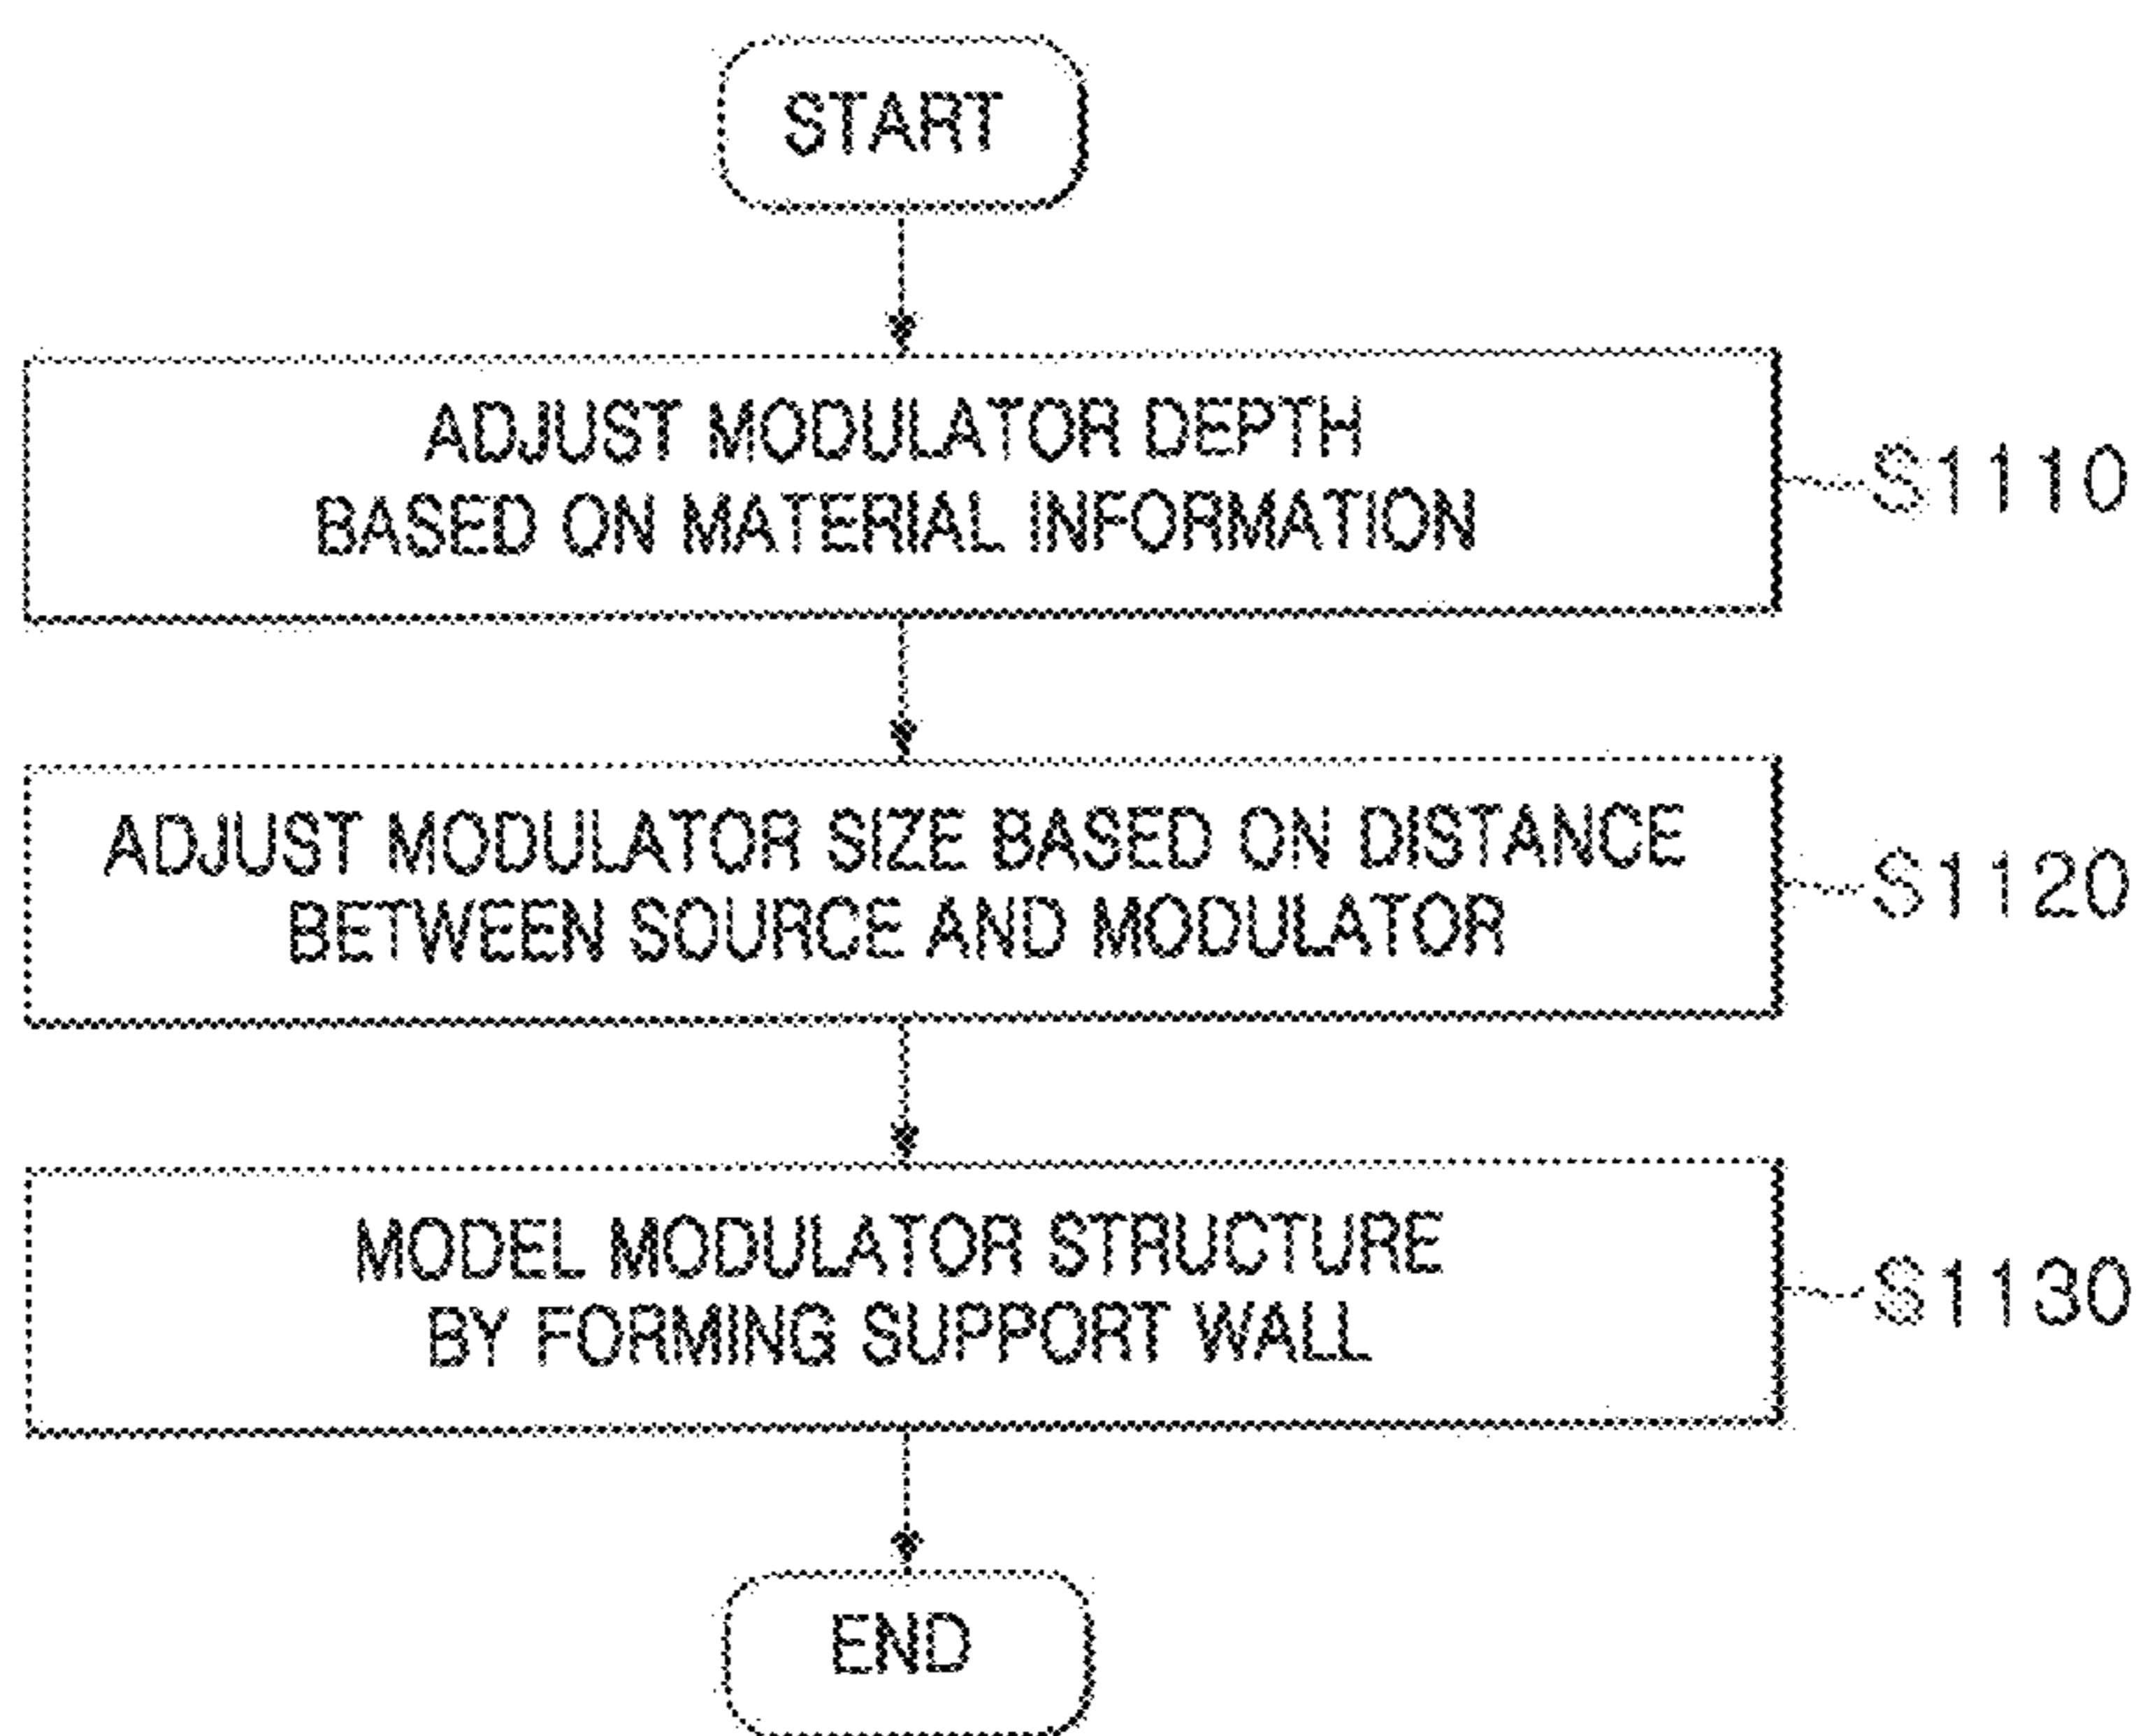 START
ADJUST MODULATOR DEPTH
BASED ON MATERIAL INFORMATION
S1110
ADJUST MODULATOR SIZE BASED ON DISTANCE
BETWEEN SOURCE AND MODULATOR
S1120
MODEL MODULATOR STRUCTURE
BY FORMING SUPPORT WALL
S1130
END